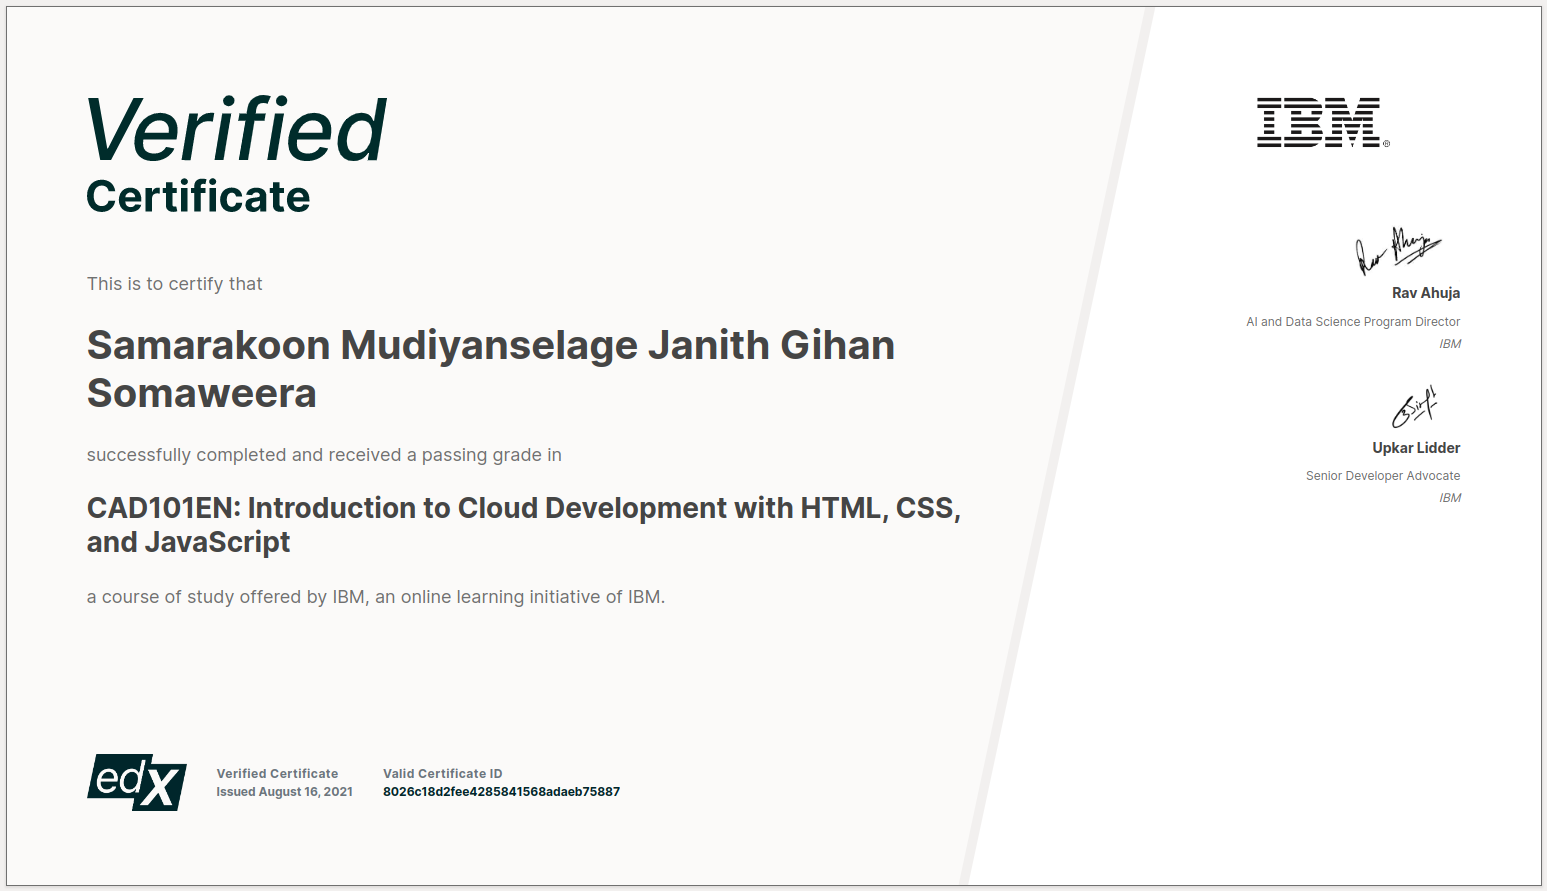 Verified
Certificate
This is to certify that
Samarakoon Mudiyanselage Janith Gihan
Somaweera
successfully completed and received a passing grade in
CAD101EN: Introduction to Cloud Development with HTML, CSS,
and JavaScript
a course of study offered by IBM, an online learning initiative of IBM.
edX
Verified Certificate
Issued August 16, 2021
Valid Certificate ID
8026c18d2fee4285841568adaeb75887
IBM®
Rav Ahuja
Rav Ahuja
AI and Data Science Program Director
IBM
Upkar Lidder
Senior Developer Advocate
IBM